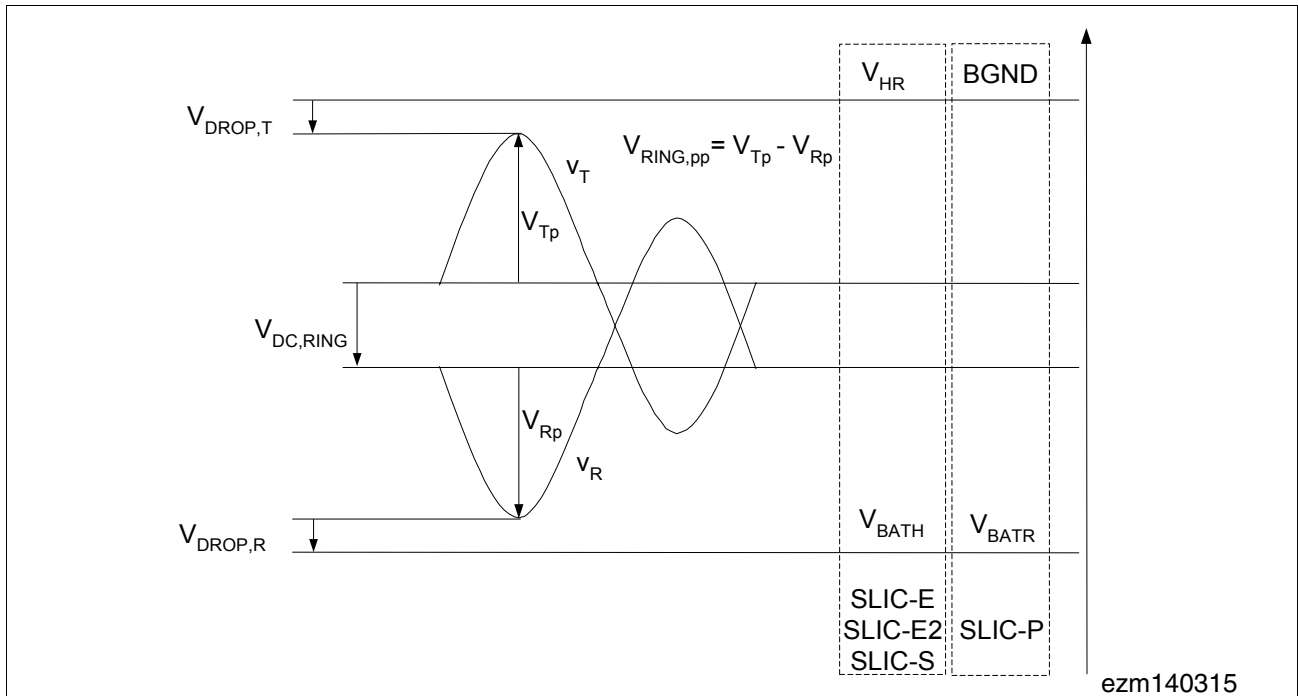 V_HR BGND
V_DROP,T
V_RING,pp = V_Tp - V_Rp
v_T
V_Tp
V_DC,RING
V_Rp
v_R
V_BATH V_BATR
V_DROP,R
SLIC-E
SLIC-E2 SLIC-P
SLIC-S
ezm140315